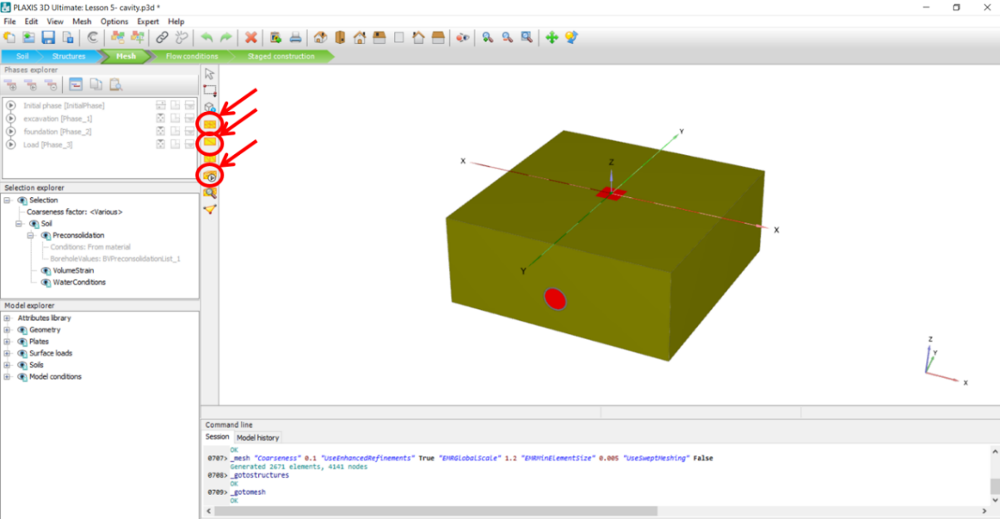 PLAXIS 3D Ultimate: Lesson 5- cavity.p3d *
File Edit View Mesh Options Expert Help
Soil Structures Mesh Flow conditions Staged construction
Phases explorer
Initial phase [InitialPhase]
excavation [Phase_1]
foundation [Phase_2]
Load [Phase_3]
Selection explorer
Selection
Coarseness factor: <Various>
Soil
Preconsolidation
Conditions: From material
BoreholeValues: BVPreconsolidationList_1
VolumeStrain
WaterConditions
Model explorer
Attributes library
Geometry
Plates
Surface loads
Soils
Model conditions
Y
X
Z
X
Y
Z
Y
X
Command line
Session Model history
OK
0707> _mesh "Coarseness" 0.1 "UseEnhancedRefinements" True "EMRGlobalScale" 1.2 "EMRMinElementSize" 0.005 "UseSweptMeshing" False
Generated 2671 elements, 4141 nodes
0708> _gotostructures
OK
0709> _gotomesh
OK